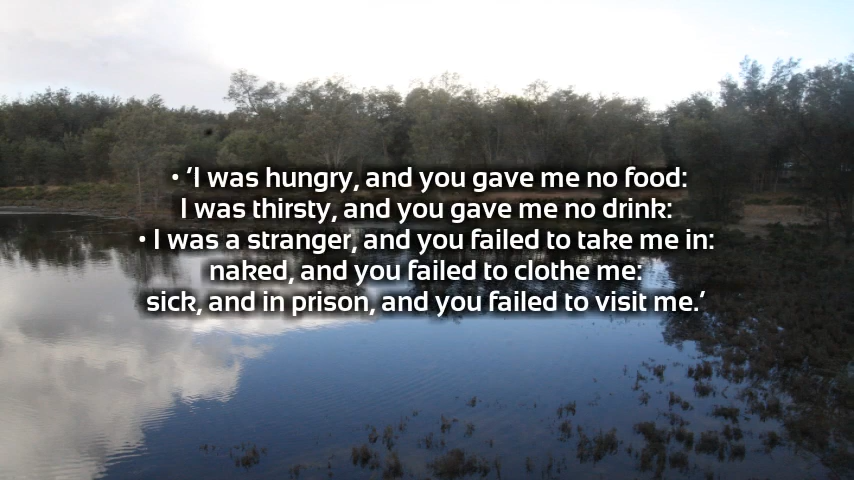 • ‘I was hungry, and you gave me no food:
I was thirsty, and you gave me no drink:
• I was a stranger, and you failed to take me in:
naked, and you failed to clothe me:
sick, and in prison, and you failed to visit me.’